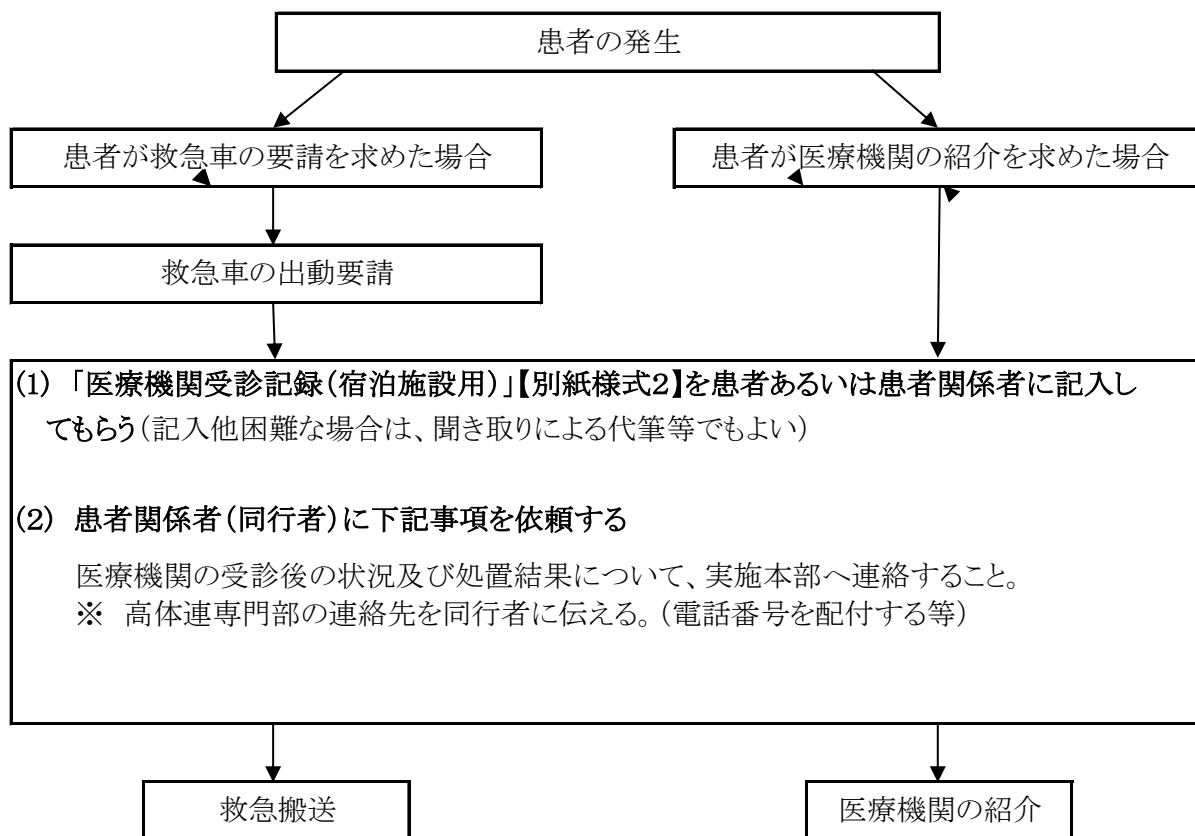 患者の発生
患者が救急車の要請を求めた場合
患者が医療機関の紹介を求めた場合
救急車の出動要請
(1) 「医療機関受診記録(宿泊施設用)」【別紙様式2】を患者あるいは患者関係者に記入し
てもらう(記入他困難な場合は、聞き取りによる代筆等でもよい)
(2) 患者関係者(同行者)に下記事項を依頼する
医療機関の受診後の状況及び処置結果について、実施本部へ連絡すること。
※ 高体連専門部の連絡先を同行者に伝える。(電話番号を配付する等)
救急搬送
医療機関の紹介